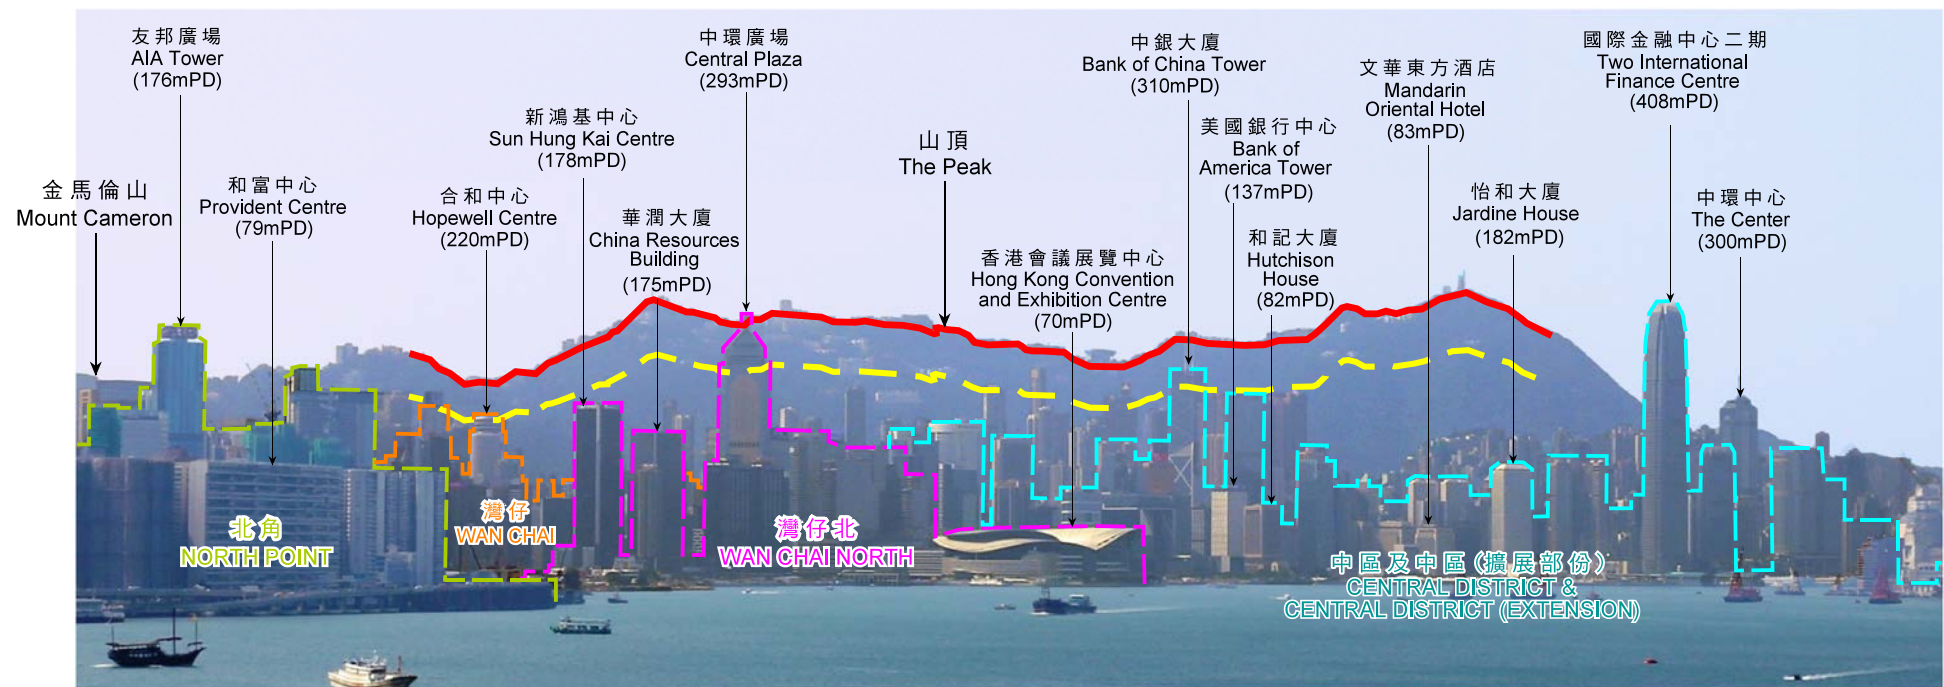 友邦廣場
AIA Tower
(176mPD)
金馬倫山
Mount Cameron
和富中心
Provident Centre
(79mPD)
合和中心
Hopewell Centre
(220mPD)
新鴻基中心
Sun Hung Kai Centre
(178mPD)
華潤大廈
China Resources
Building
(175mPD)
中環廣場
Central Plaza
(293mPD)
山頂
The Peak
香港會議展覽中心
Hong Kong Convention
and Exhibition Centre
(70mPD)
中銀大廈
Bank of China Tower
(310mPD)
美國銀行中心
Bank of
America Tower
(137mPD)
和記大廈
Hutchison
House
(82mPD)
文華東方酒店
Mandarin
Oriental Hotel
(83mPD)
怡和大廈
Jardine House
(182mPD)
國際金融中心二期
Two International
Finance Centre
(408mPD)
中環中心
The Center
(300mPD)
北角
NORTH POINT
灣仔
WAN CHAI
灣仔北
WAN CHAI NORTH
中區及中區(擴展部份)
CENTRAL DISTRICT &
CENTRAL DISTRICT (EXTENSION)